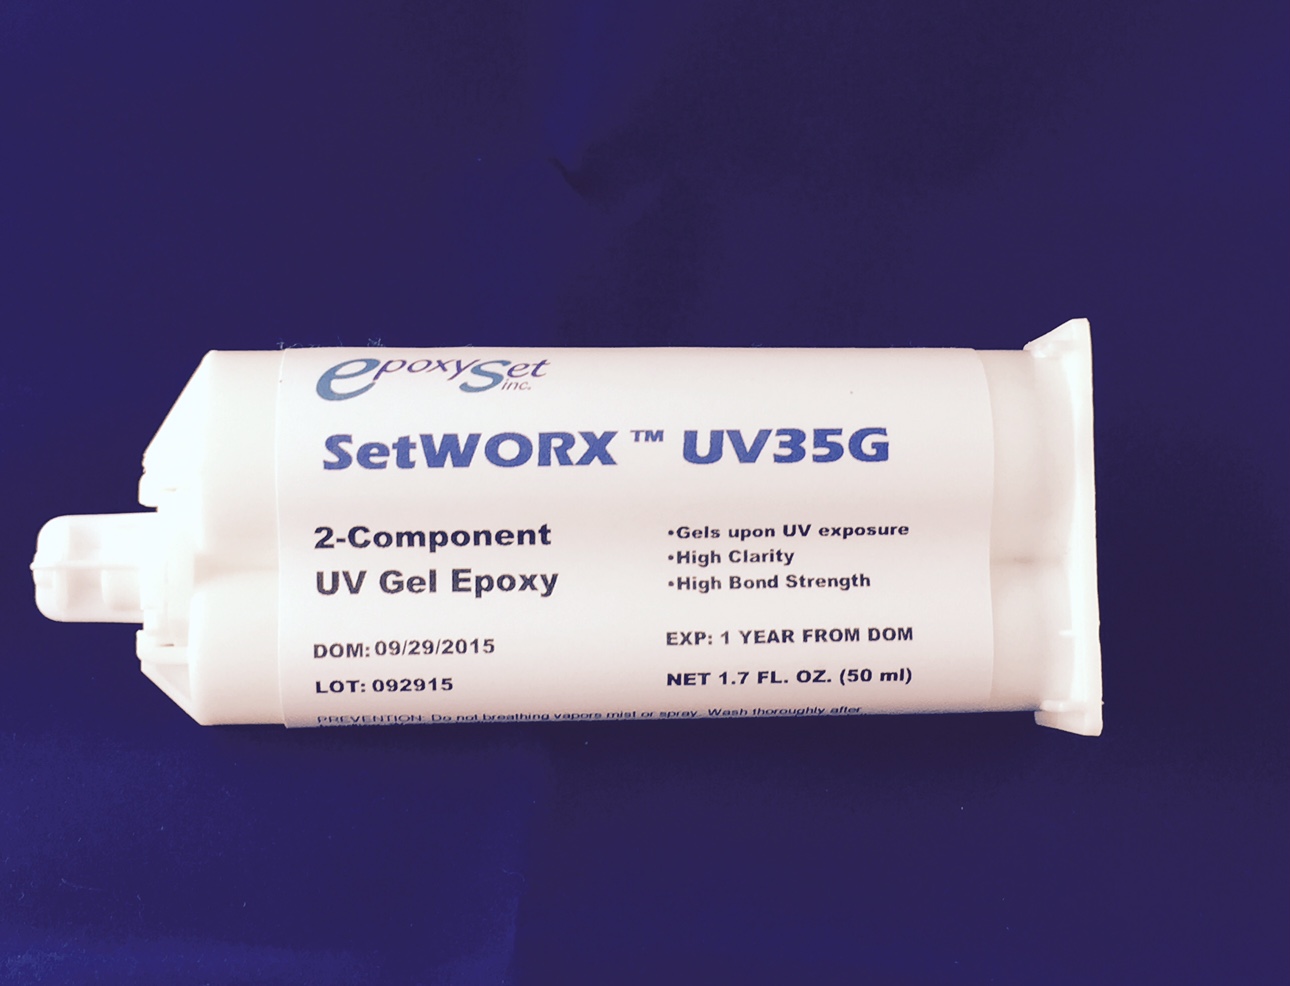 EpoxySet inc.
SetWORX™ UV35G
2-Component
UV Gel Epoxy
•Gels upon UV exposure
•High Clarity
•High Bond Strength
DOM: 09/29/2015
LOT: 092915
EXP: 1 YEAR FROM DOM
NET 1.7 FL. OZ. (50 ml)
PREVENTION: Do not breathing vapors mist or spray. Wash thoroughly after